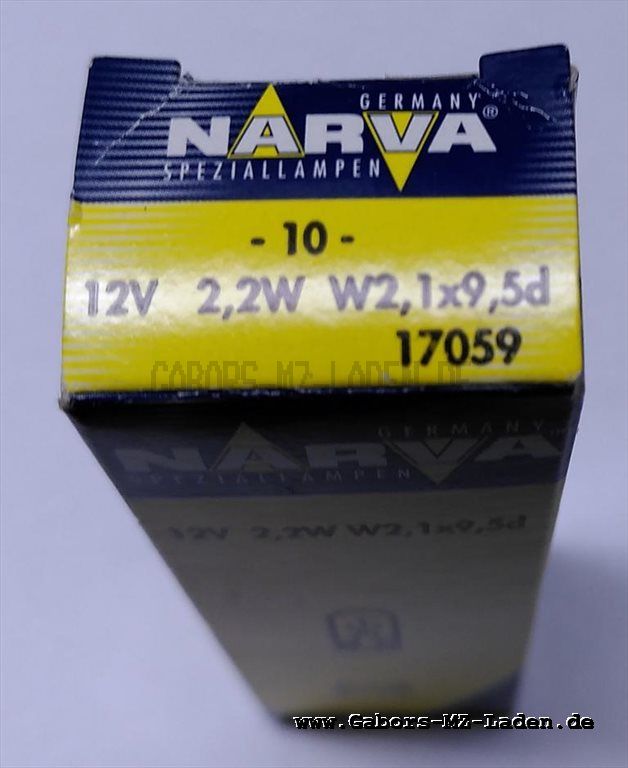 GERMANY
NARVA®
SPEZIALLAMPEN
- 10 -
12V 2,2W W2,1x9,5d
17059
GABORS-MZ-LADEN.DE
GERMANY
NARVA
SPEZIALLAMPEN
12V 2,2W W2,1x9,5d
www.Gabors-MZ-Laden.de